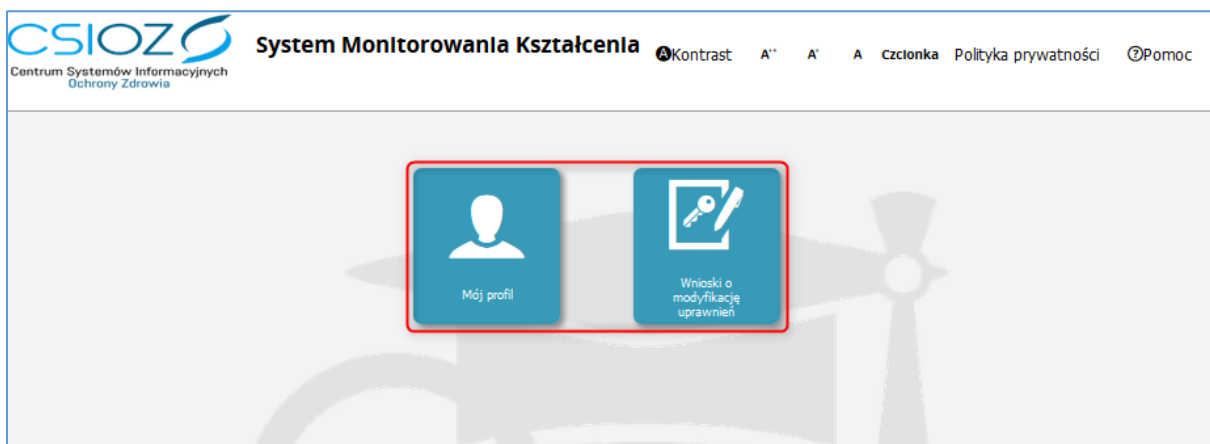 CSIOZ
Centrum Systemów Informacyjnych
Ochrony Zdrowia
System Monitorowania Kształcenia
Kontrast A++ A+ A Czcionka Polityka prywatności Pomoc
Mój profil
Wnioski o
modyfikację
uprawnień